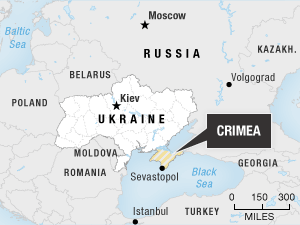 Moscow
Baltic
Sea
RUSSIA
KAZAKH.
BELARUS
Volgograd
POLAND
Kiev
UKRAINE
CRIMEA
MOLDOVA
ROMANIA
Sevastopol
Black
Sea
GEORGIA
Istanbul
TURKEY
0 150 300
MILES